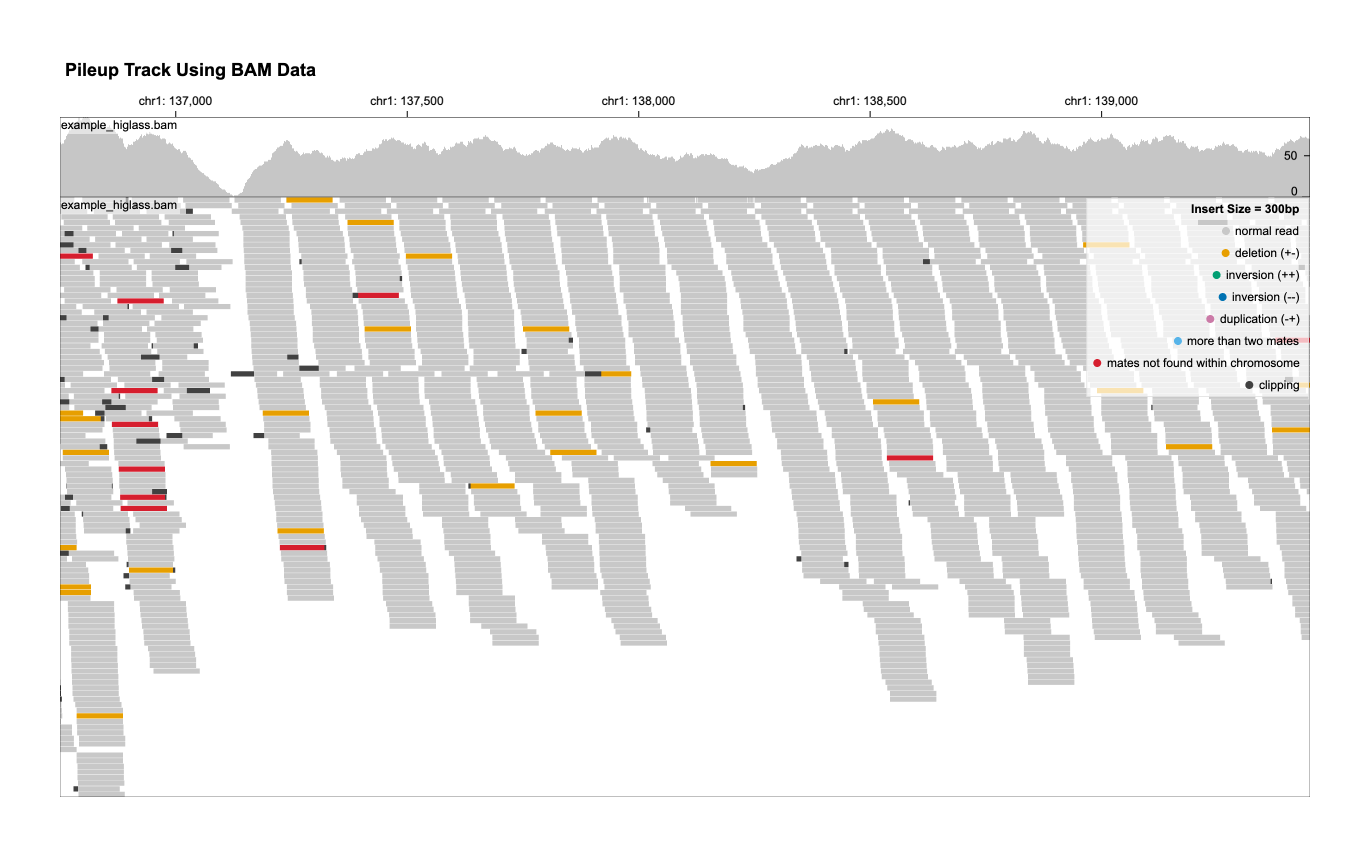 Pileup Track Using BAM Data
chr1: 137,000 chr1: 137,500 chr1: 138,000 chr1: 138,500 chr1: 139,000
example_higlass.bam
50
0
example_higlass.bam
Insert Size = 300bp
normal read
deletion (+-)
inversion (++)
inversion (--)
duplication (-+)
more than two mates
mates not found within chromosome
clipping